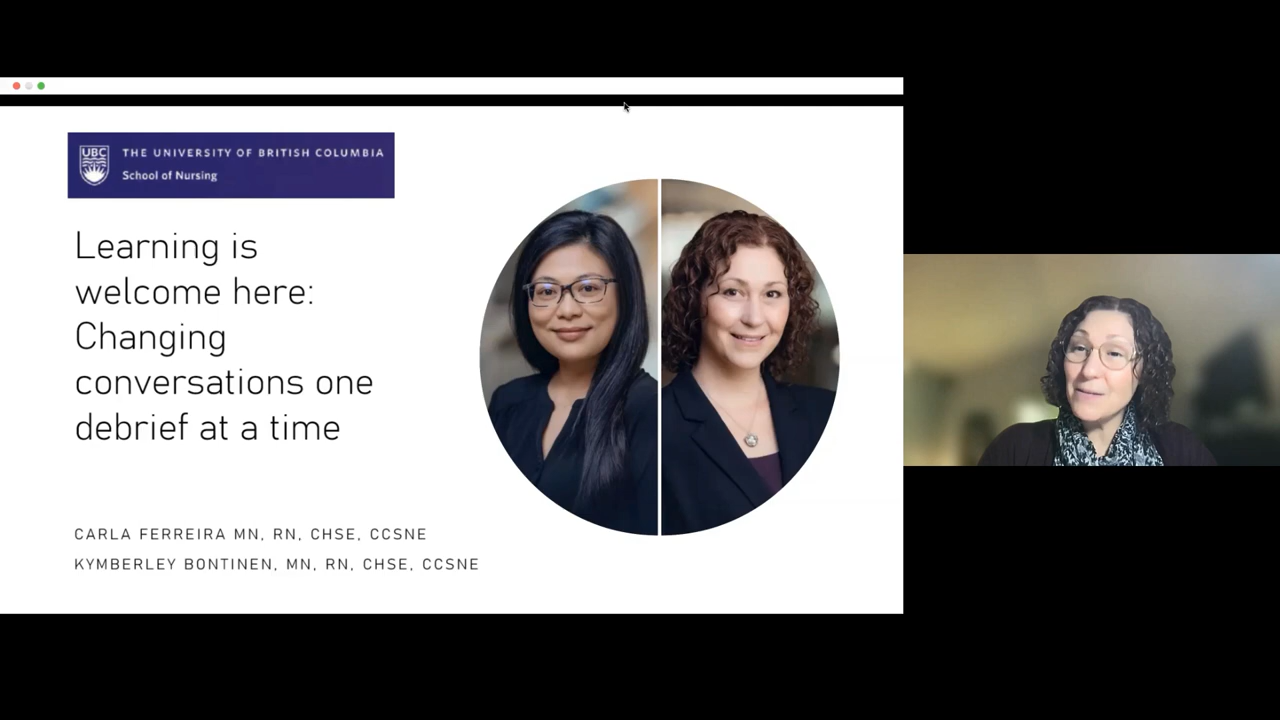 UBC
THE UNIVERSITY OF BRITISH COLUMBIA
School of Nursing
Learning is
welcome here:
Changing
conversations one
debrief at a time
CARLA FERREIRA MN, RN, CHSE, CCSNE
KYMBERLEY BONTINEN, MN, RN, CHSE, CCSNE